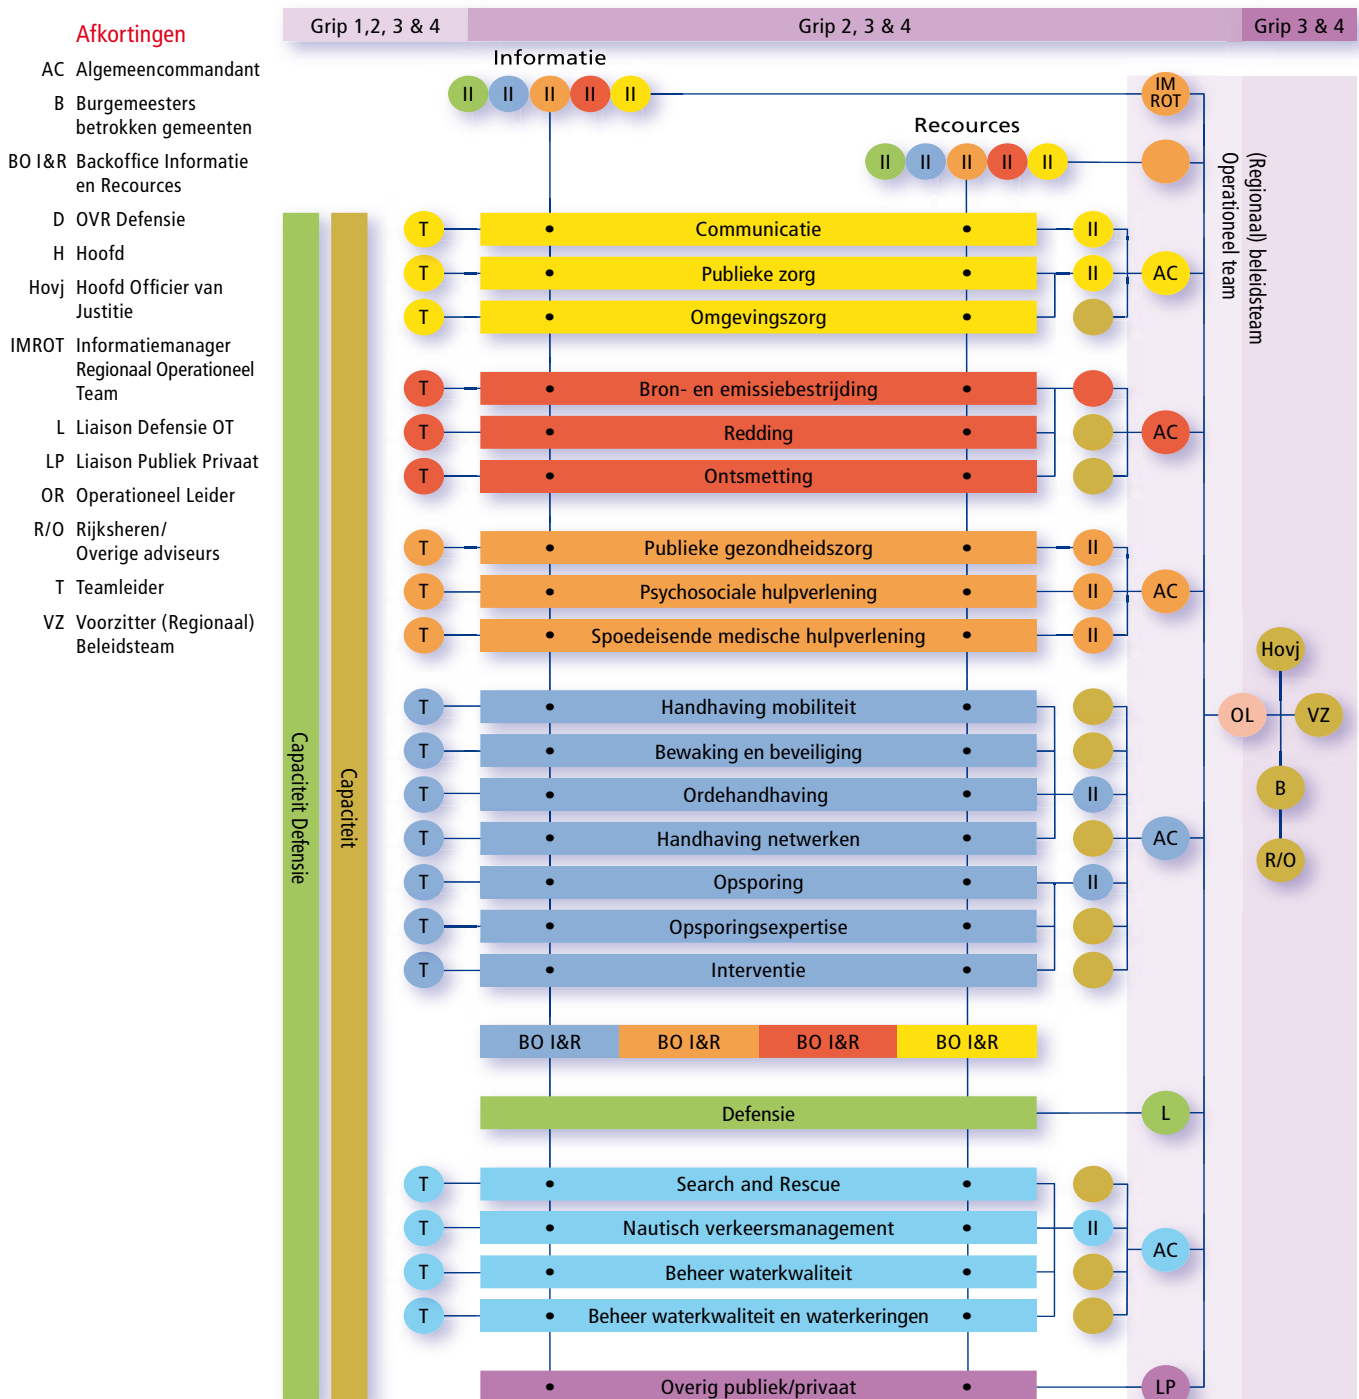 Afkortingen
AC Algemeencommandant
B Burgemeesters
betrokken gemeenten
BO I&R Backoffice Informatie
en Recources
D OVR Defensie
H Hoofd
Hovj Hoofd Officier van
Justitie
IMROT Informatiemanager
Regionaal Operationeel
Team
L Liaison Defensie OT
LP Liaison Publiek Privaat
OR Operationeel Leider
R/O Rijksheren/
Overige adviseurs
T Teamleider
VZ Voorzitter (Regionaal)
Beleidsteam
Grip 1,2, 3 & 4
Grip 2, 3 & 4
Grip 3 & 4
Informatie
II II II II II
IM
ROT
Recources
II II II II II
(Regionaal) beleidsteam
Operationeel team
Capaciteit Defensie
Capaciteit
T Communicatie II
T Publieke zorg II AC
T Omgevingszorg
T Bron- en emissiebestrijding
T Redding AC
T Ontsmetting
T Publieke gezondheidszorg II
T Psychosociale hulpverlening II AC
T Spoedeisende medische hulpverlening II
Hovj
OL VZ
B
R/O
T Handhaving mobiliteit
T Bewaking en beveiliging
T Ordehandhaving II
T Handhaving netwerken AC
T Opsporing II
T Opsporingsexpertise
T Interventie
BO I&R BO I&R BO I&R BO I&R
Defensie L
T Search and Rescue
T Nautisch verkeersmanagement II
AC
T Beheer waterkwaliteit
T Beheer waterkwaliteit en waterkeringen
Overig publiek/privaat LP